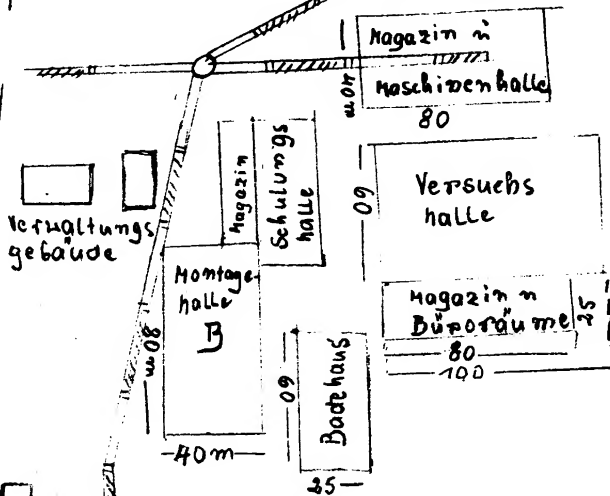 Magazin ü
Maschinenhalle
40 m
80
Magazin
Schulungs
halle
Versuchs
halle
60
Verwaltungs
gebäude
Montage-
halle
B
80 m
40m
Magazin n
Büroräume
25
80
100
Badehaus
60
25